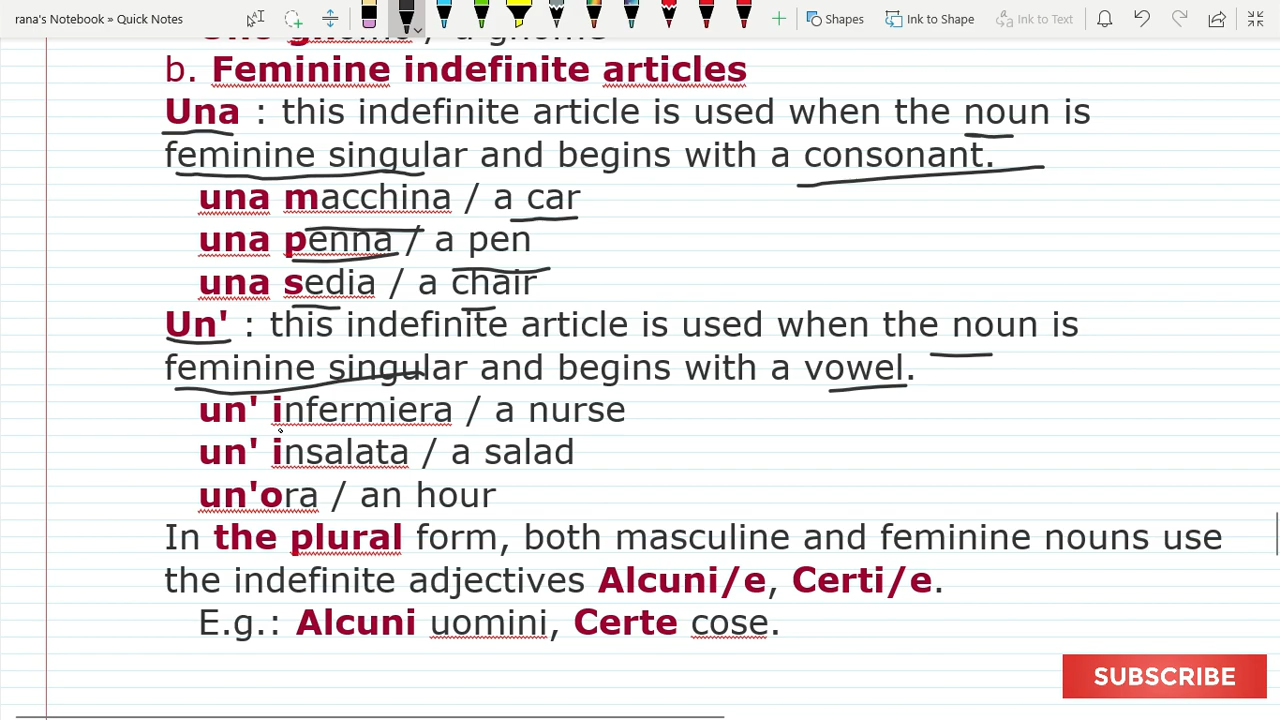 rana's Notebook » Quick Notes
Shapes
Ink to Shape
Ink to Text
/ a gnome
b. Feminine indefinite articles
Una : this indefinite article is used when the noun is
feminine singular and begins with a consonant.
una macchina / a car
una penna / a pen
una sedia / a chair
Un' : this indefinite article is used when the noun is
feminine singular and begins with a vowel.
un' infermiera / a nurse
un' insalata / a salad
un'ora / an hour
In the plural form, both masculine and feminine nouns use
the indefinite adjectives Alcuni/e, Certi/e.
E.g.: Alcuni uomini, Certe cose.
SUBSCRIBE